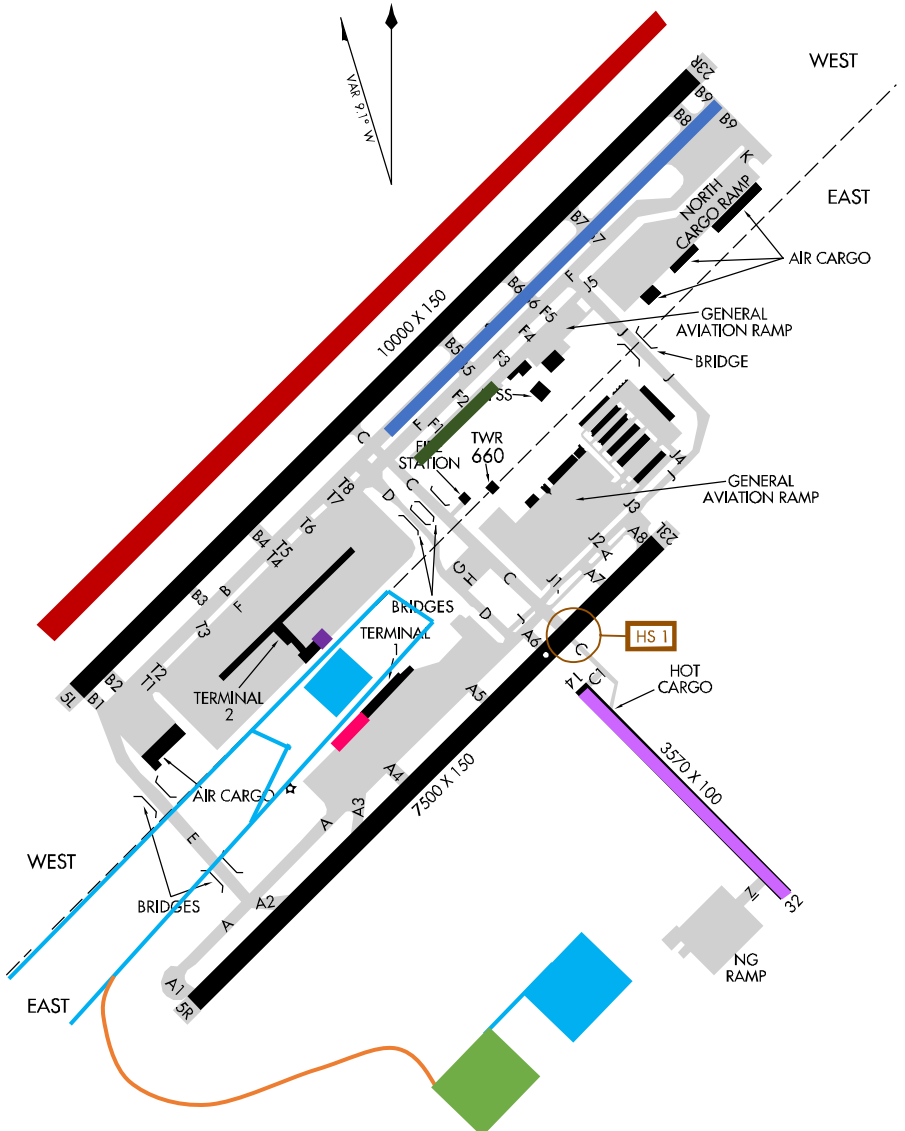 VAR 9.1° W
WEST
EAST
23R
B9
B9
B8
K
NORTH
CARGO RAMP
AIR CARGO
B7
F
J5
10000 X 150
B6
F5
F4
GENERAL
AVIATION RAMP
J
BRIDGE
B5
F3
J
F2
F1
F
C
TWR
660
STATION
J4
J
GENERAL
AVIATION RAMP
T8
T7
D
C
J3
T6
23L
A8
B4
T5
T4
J2
A
A7
G
H
C
J1
B3
B
F
T3
BRIDGES
D
J
A6
TERMINAL
1
HS 1
C
T2
T1
C1
14
HOT
CARGO
B2
B1
5L
TERMINAL
2
A5
3570 X 100
A4
7500 X 150
AIR CARGO
A3
A
E
WEST
BRIDGES
A2
A
Z
32
NG
RAMP
A1
5R
EAST